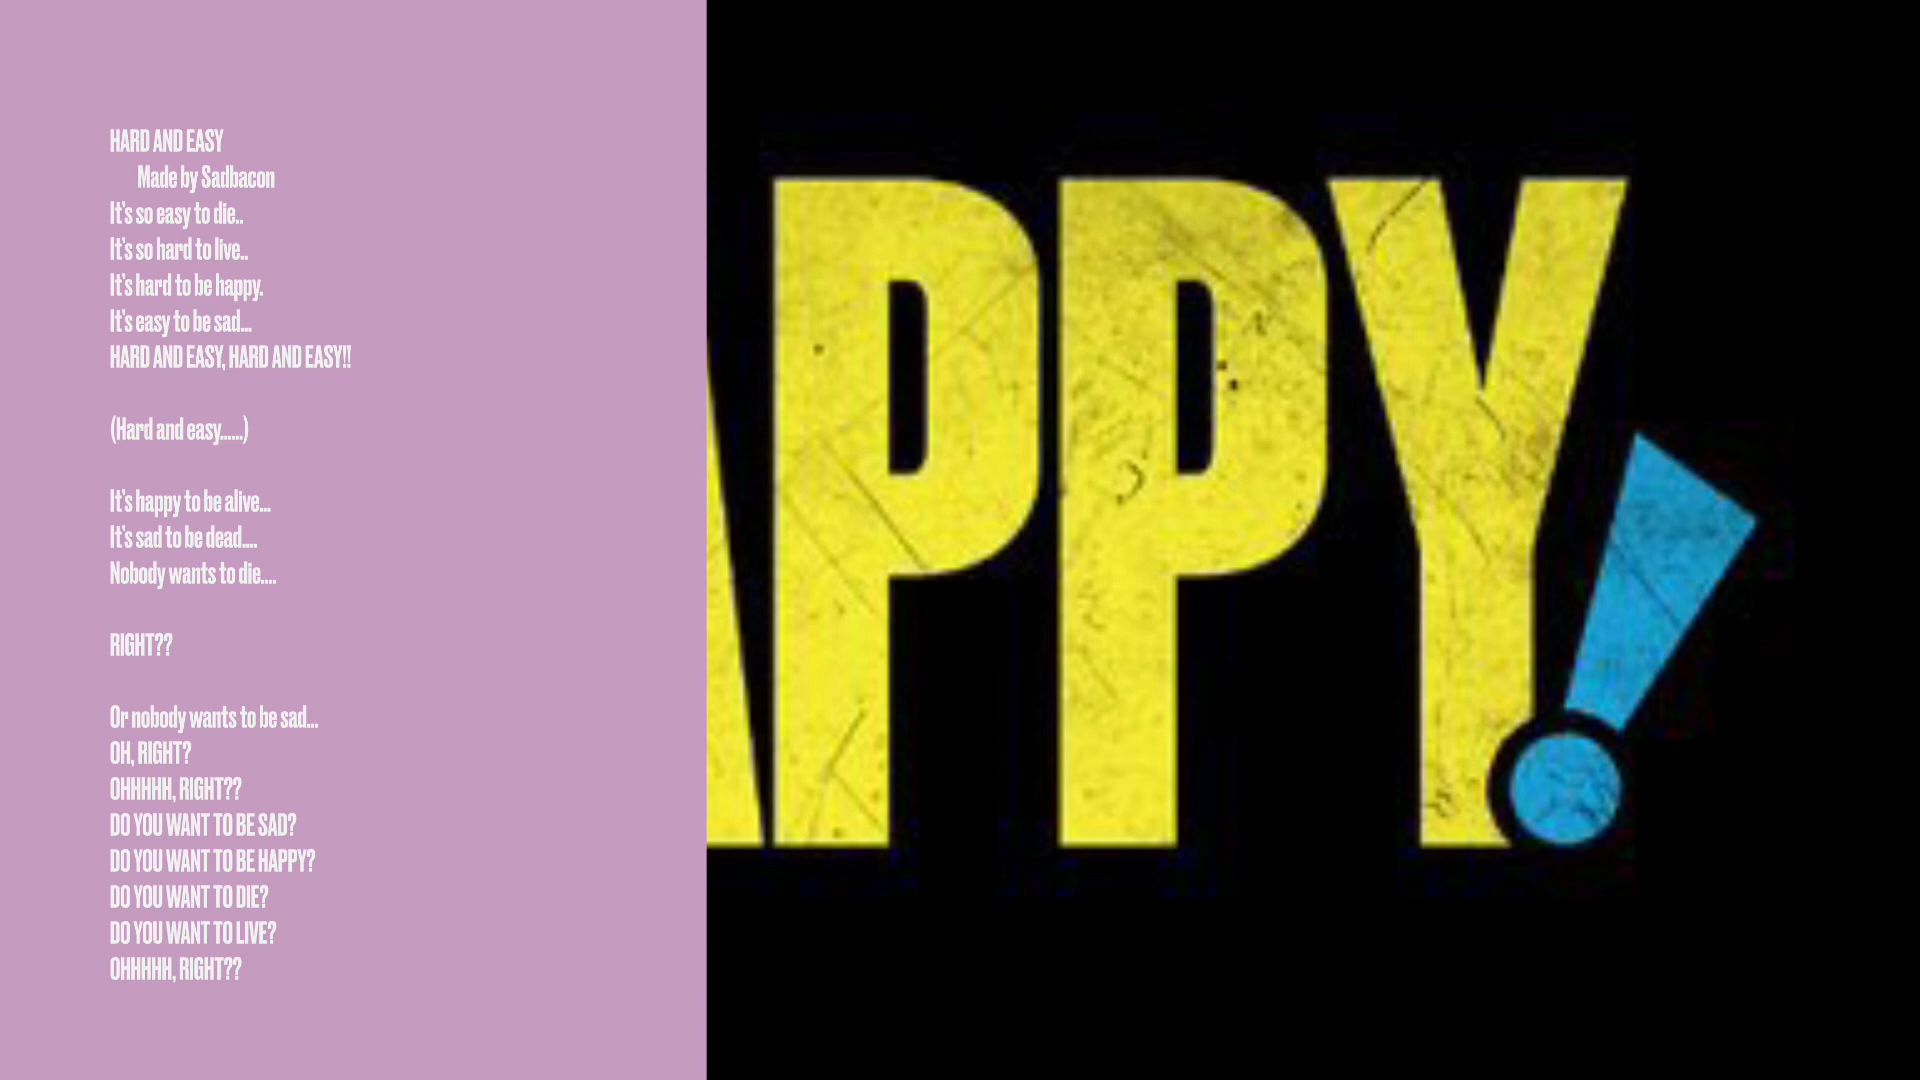 HARD AND EASY
Made by Sadbacon
It's so easy to die..
It's so hard to live..
It's hard to be happy.
It's easy to be sad...
HARD AND EASY, HARD AND EASY!!
(Hard and easy......)
It's happy to be alive...
It's sad to be dead....
Nobody wants to die....
RIGHT??
Or nobody wants to be sad...
OH, RIGHT?
OHHHHH, RIGHT??
DO YOU WANT TO BE SAD?
DO YOU WANT TO BE HAPPY?
DO YOU WANT TO DIE?
DO YOU WANT TO LIVE?
OHHHHH, RIGHT??
APPY!